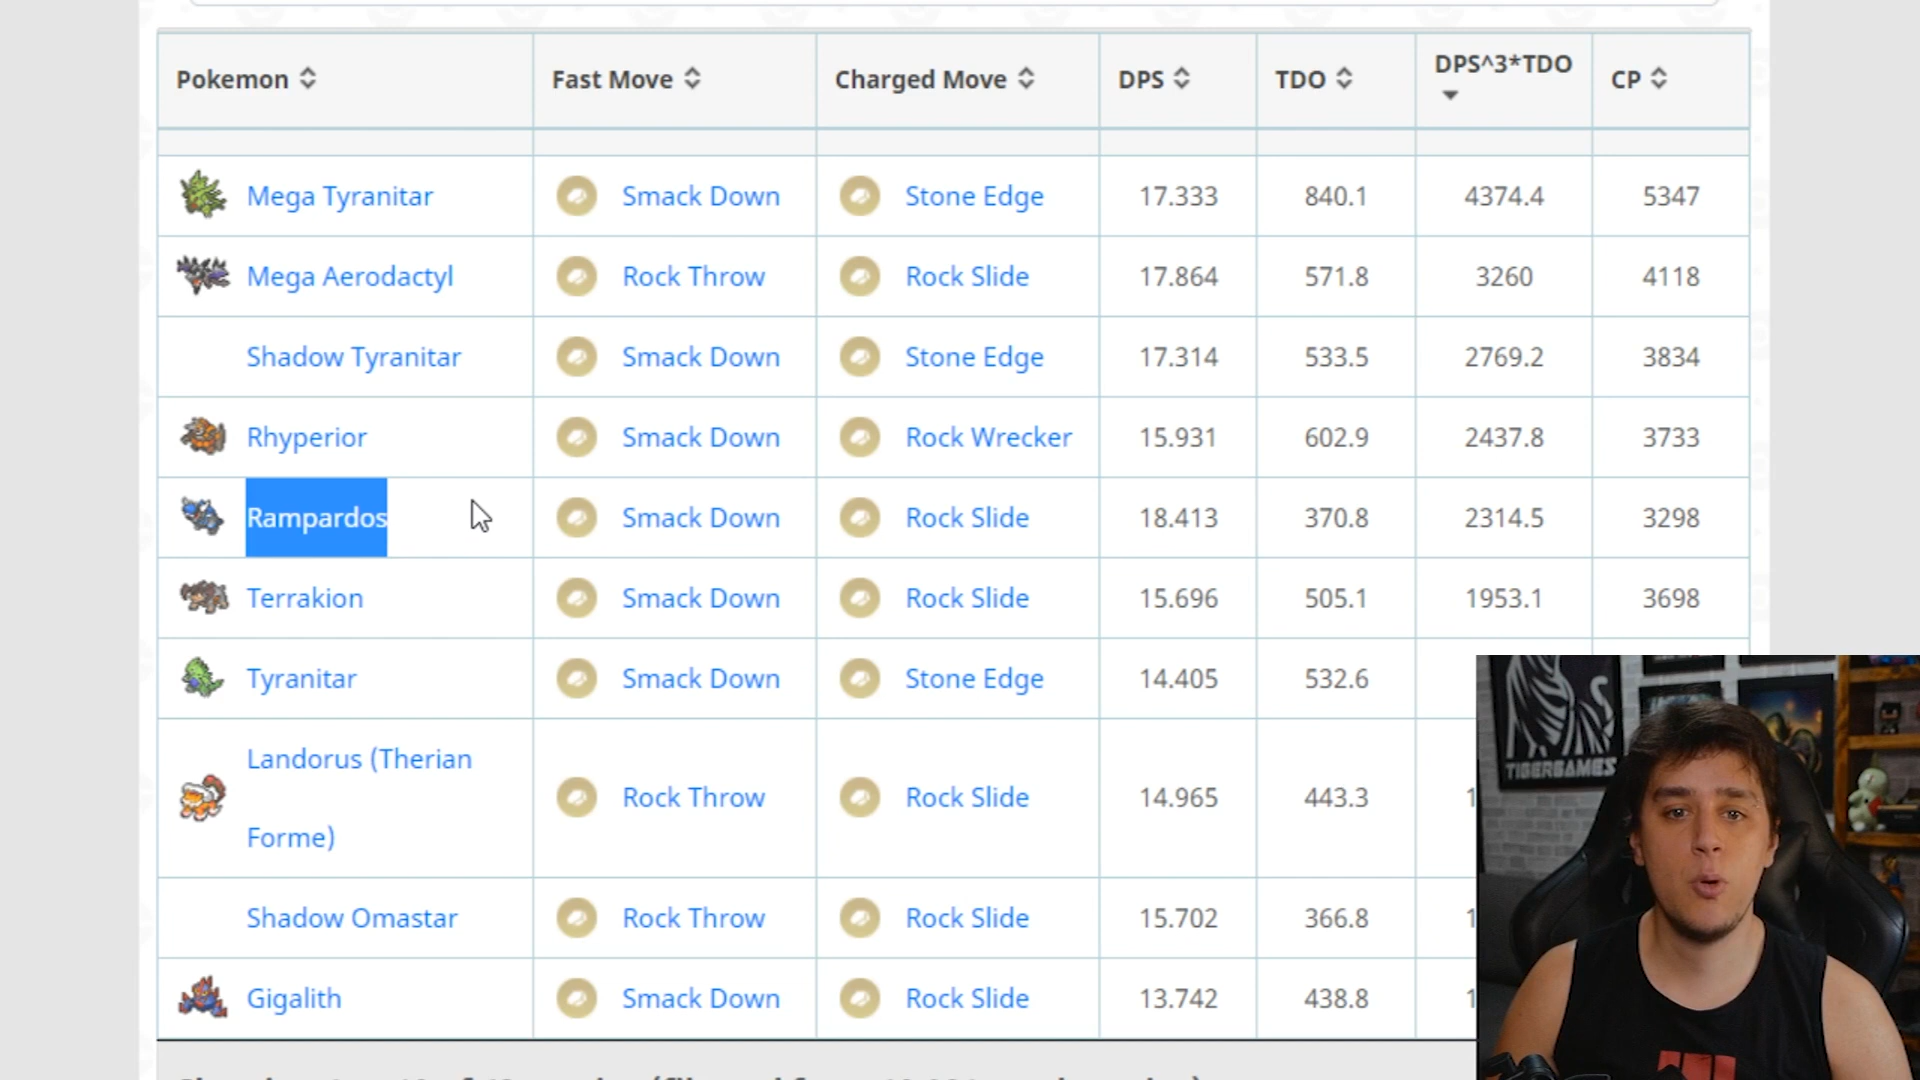 Pokemon Fast Move Charged Move DPS TDO DPS^3*TDO CP
Mega Tyranitar Smack Down Stone Edge 17.333 840.1 4374.4 5347
Mega Aerodactyl Rock Throw Rock Slide 17.864 571.8 3260 4118
Shadow Tyranitar Smack Down Stone Edge 17.314 533.5 2769.2 3834
Rhyperior Smack Down Rock Wrecker 15.931 602.9 2437.8 3733
Rampardos Smack Down Rock Slide 18.413 370.8 2314.5 3298
Terrakion Smack Down Rock Slide 15.696 505.1 1953.1 3698
Tyranitar Smack Down Stone Edge 14.405 532.6
Landorus (Therian
Forme) Rock Throw Rock Slide 14.965 443.3 1
Shadow Omastar Rock Throw Rock Slide 15.702 366.8 1
Gigalith Smack Down Rock Slide 13.742 438.8 1
TIGERGAMES